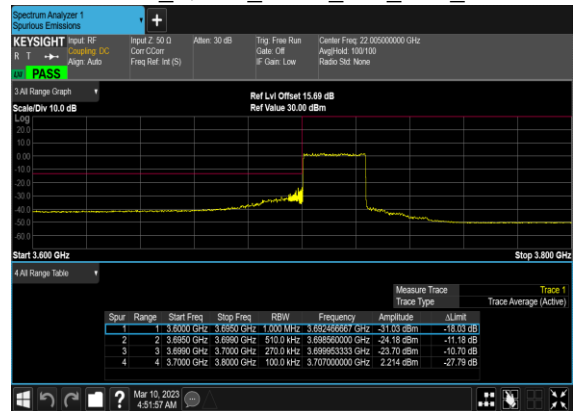 Spectrum Analyzer 1
Spurious Emissions
+
KEYSIGHT Input: RF Input Z: 50 Ω Atten: 30 dB Trig: Free Run Center Freq: 22.005000000 GHz
R T Coupling: DC Corr CCorr Gate: Off Avg|Hold: 100/100
Align: Auto Freq Ref: Int (S) IF Gain: Low Radio Std: None
LXI PASS
3 All Range Graph
Ref Lvl Offset 15.69 dB
Scale/Div 10.0 dB Ref Value 30.00 dBm
Log
20.0
10.0
0.00
-10.0
-20.0
-30.0
-40.0
-50.0
-60.0
Start 3.600 GHz Stop 3.800 GHz
4 All Range Table
Measure Trace Trace 1
Trace Type Trace Average (Active)
Spur Range Start Freq Stop Freq RBW Frequency Amplitude ΔLimit
1 1 3.6000 GHz 3.6950 GHz 1.000 MHz 3.692466667 GHz -31.03 dBm -18.03 dB
2 2 3.6950 GHz 3.6990 GHz 510.0 kHz 3.698560000 GHz -24.18 dBm -11.18 dB
3 3 3.6990 GHz 3.7000 GHz 270.0 kHz 3.699953333 GHz -23.70 dBm -10.70 dB
4 4 3.7000 GHz 3.8000 GHz 100.0 kHz 3.707000000 GHz 2.214 dBm -27.79 dB
? Mar 10, 2023
4:51:57 AM